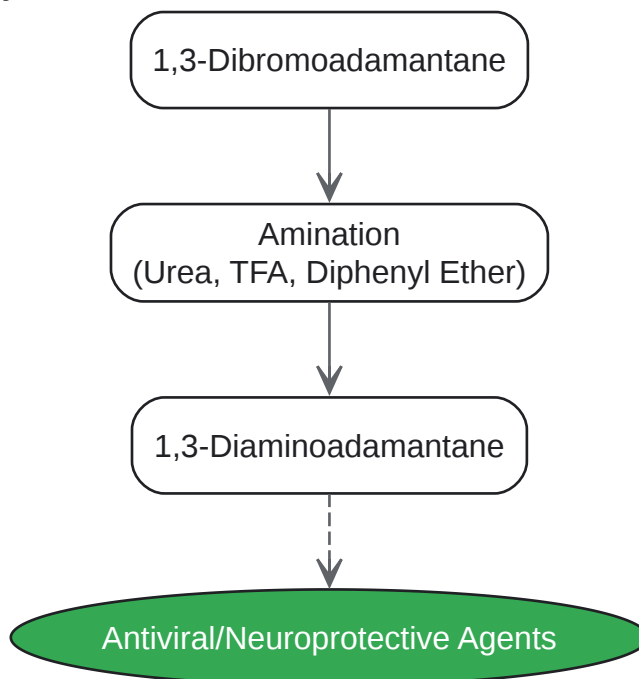 1,3-Dibromoadamantane
Amination
(Urea, TFA, Diphenyl Ether)
1,3-Diaminoadamantane
Antiviral/Neuroprotective Agents